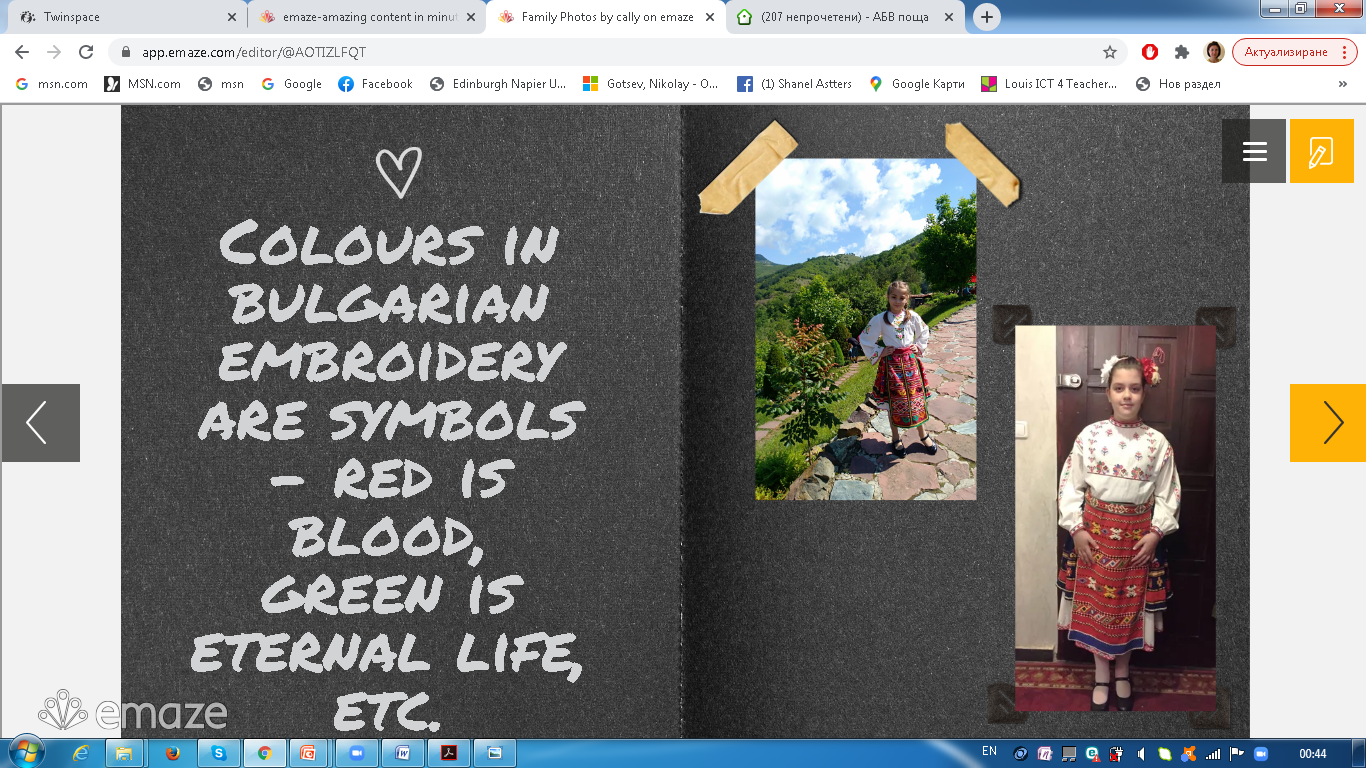 Twinspace
emaze-amazing content in minut
Family Photos by cally on emaze
(207 непрочетени) - АБВ поща
app.emaze.com/editor/@AOTIZLFQT
Актуализиране
msn.com
MSN.com
msn
Google
Facebook
Edinburgh Napier U...
Gotsev, Nikolay - O...
(1) Shanel Astters
Google Карти
Louis ICT 4 Teacher...
Нов раздел
»
COLOURS IN
BULGARIAN
EMBROIDERY
ARE SYMBOLS
- RED IS
BLOOD,
GREEN IS
ETERNAL LIFE,
ETC.
emaze
EN
00:44